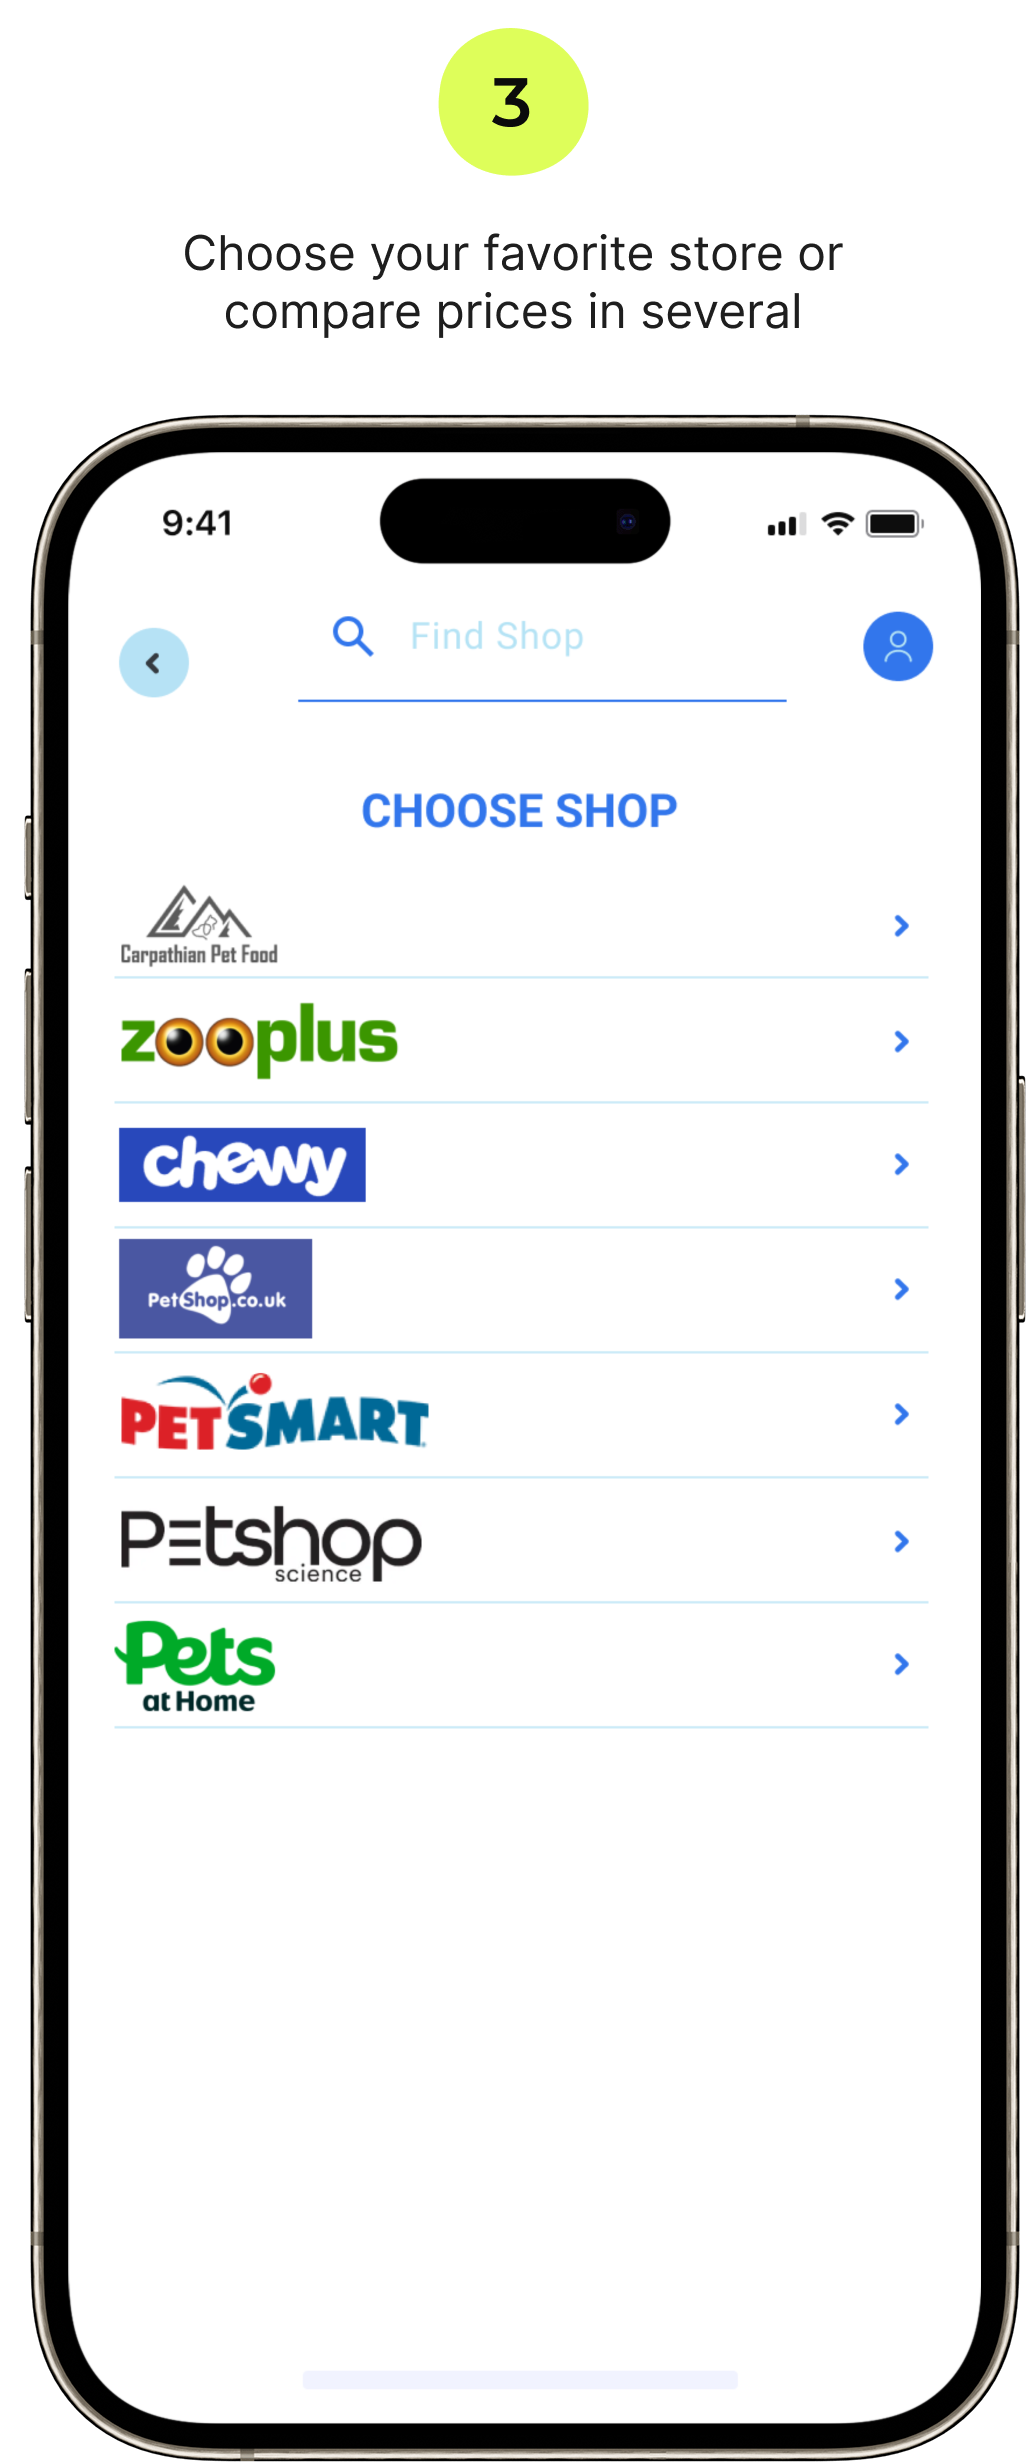 3
Choose your favorite store or
compare prices in several
9:41
Find Shop
CHOOSE SHOP
Carpathian Pet Food
zooplus
chewy
PetShop.co.uk
PETSMART
Petshop
science
Pets
at Home